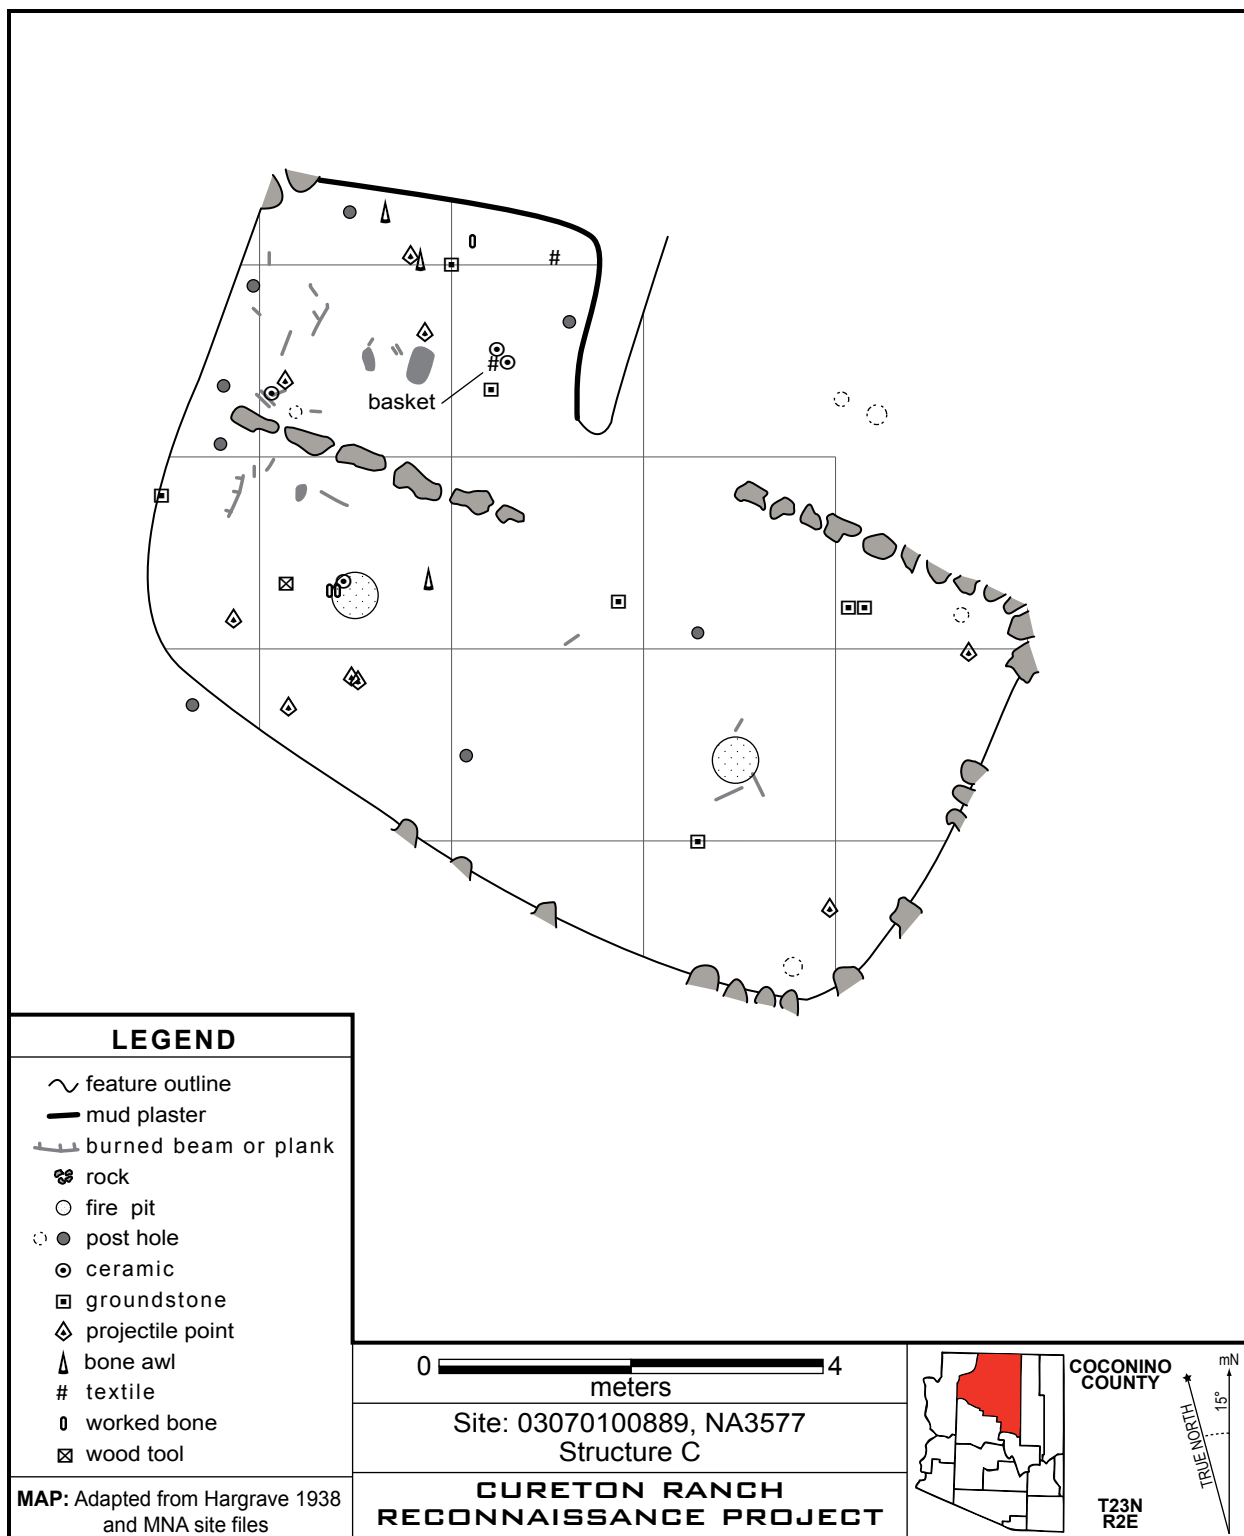 basket
LEGEND
feature outline
mud plaster
burned beam or plank
rock
fire pit
post hole
ceramic
groundstone
projectile point
bone awl
textile
worked bone
wood tool
MAP: Adapted from Hargrave 1938
and MNA site files
0 4
meters
Site: 03070100889, NA3577
Structure C
CURETON RANCH
RECONNAISSANCE PROJECT
COCONINO
COUNTY
T23N
R2E
TRUE NORTH
mN
15°